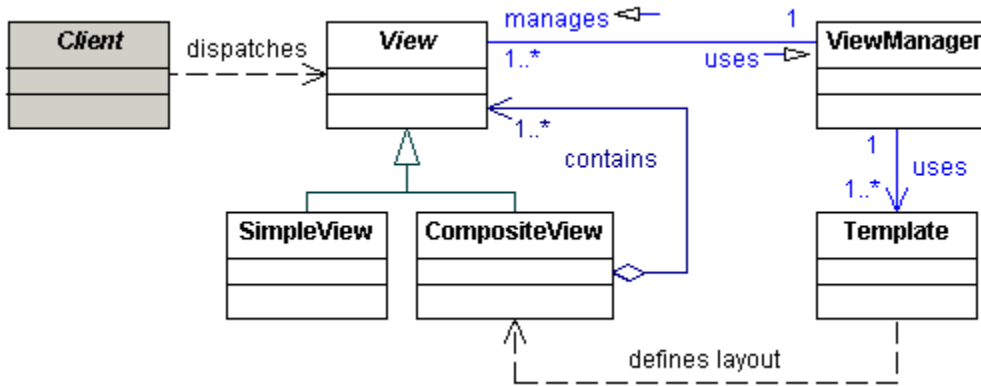 Client
dispatches
View
manages
1
1..*
uses
ViewManager
1..*
contains
1
uses
1..*
SimpleView
CompositeView
Template
defines layout